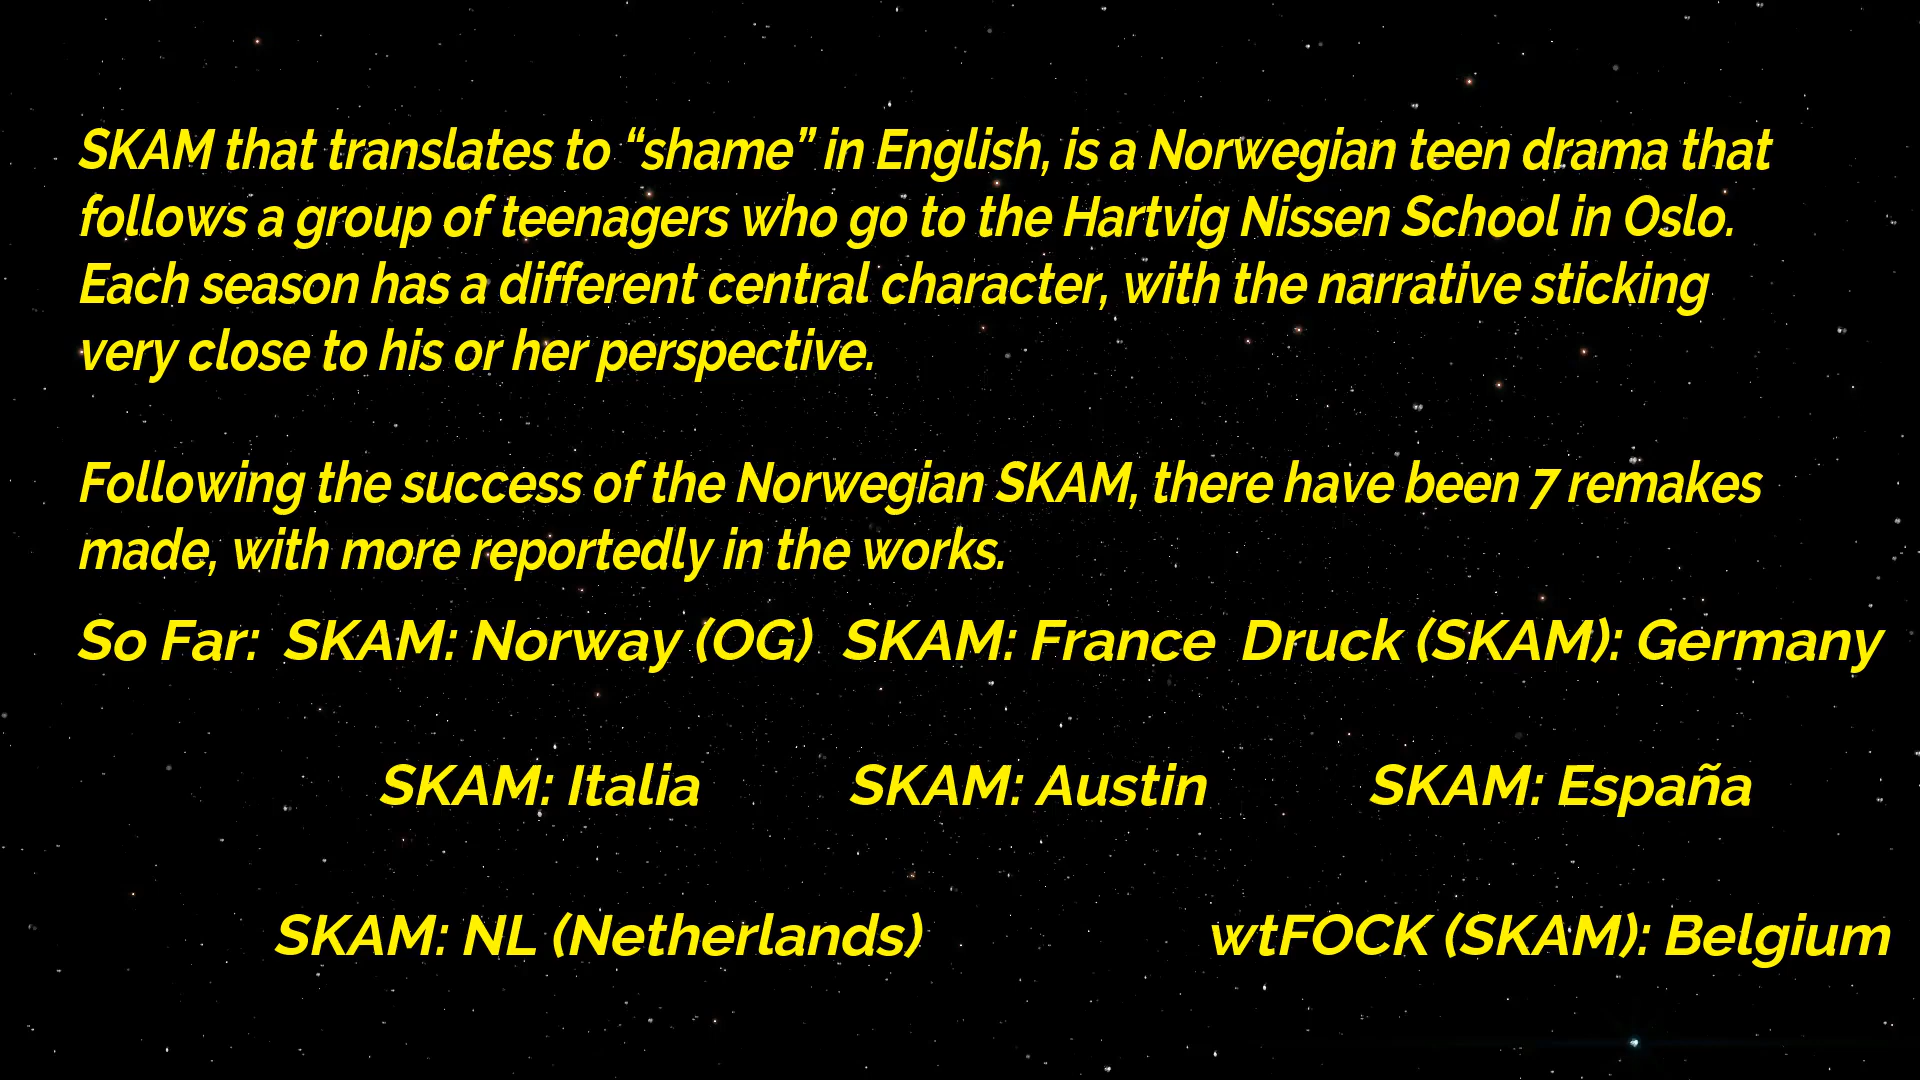 SKAM that translates to “shame” in English, is a Norwegian teen drama that
follows a group of teenagers who go to the Hartvig Nissen School in Oslo.
Each season has a different central character, with the narrative sticking
very close to his or her perspective.
Following the success of the Norwegian SKAM, there have been 7 remakes
made, with more reportedly in the works.
So Far: SKAM: Norway (OG) SKAM: France Druck (SKAM): Germany
SKAM: Italia SKAM: Austin SKAM: España
SKAM: NL (Netherlands) wtFOCK (SKAM): Belgium